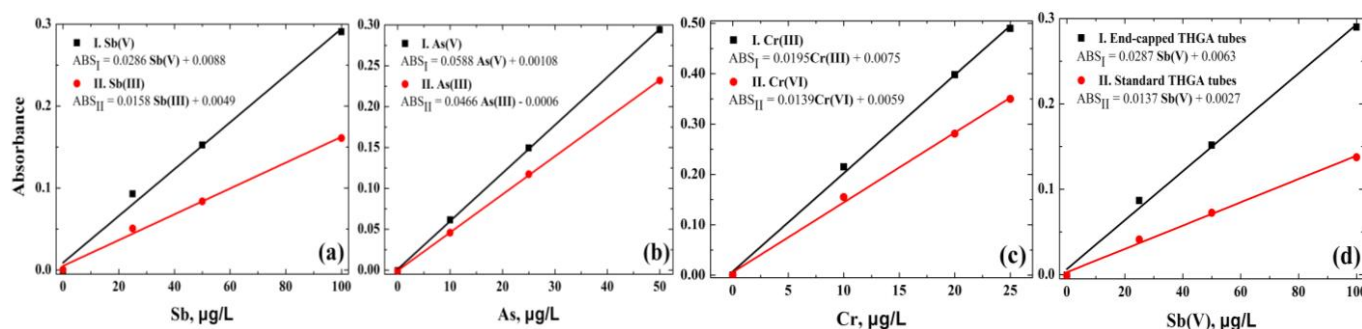 Absorbance
0.3
0.2
0.1
0.0
I. Sb(V)
ABS_I = 0.0286 Sb(V) + 0.0088
II. Sb(III)
ABS_II = 0.0158 Sb(III) + 0.0049
(a)
0 20 40 60 80 100
Sb, µg/L
0.30
0.25
0.20
0.15
0.10
0.05
0.00
I. As(V)
ABS_I = 0.0588 As(V) + 0.00108
II. As(III)
ABS_II = 0.0466 As(III) - 0.0006
(b)
0 10 20 30 40 50
As, µg/L
0.50
0.40
0.30
0.20
0.10
0.00
I. Cr(III)
ABS_I = 0.0195Cr(III) + 0.0075
II. Cr(VI)
ABS_II = 0.0139Cr(VI) + 0.0059
(c)
0 5 10 15 20 25
Cr, µg/L
0.3
0.2
0.1
0.0
I. End-capped THGA tubes
ABS_I = 0.0287 Sb(V) + 0.0063
II. Standard THGA tubes
ABS_II = 0.0137 Sb(V) + 0.0027
(d)
0 20 40 60 80 100
Sb(V), µg/L